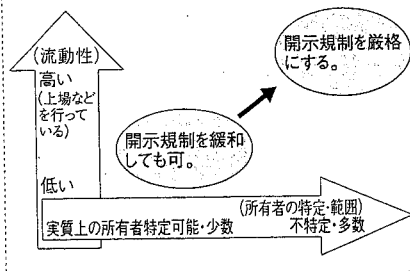 開示規制を厳格
にする。
(流動性)
高い
(上場など
を行って
いる)
開示規制を緩和
しても可。
低い
(所有者の特定・範囲)
実質上の所有者特定可能・少数
不特定・多数